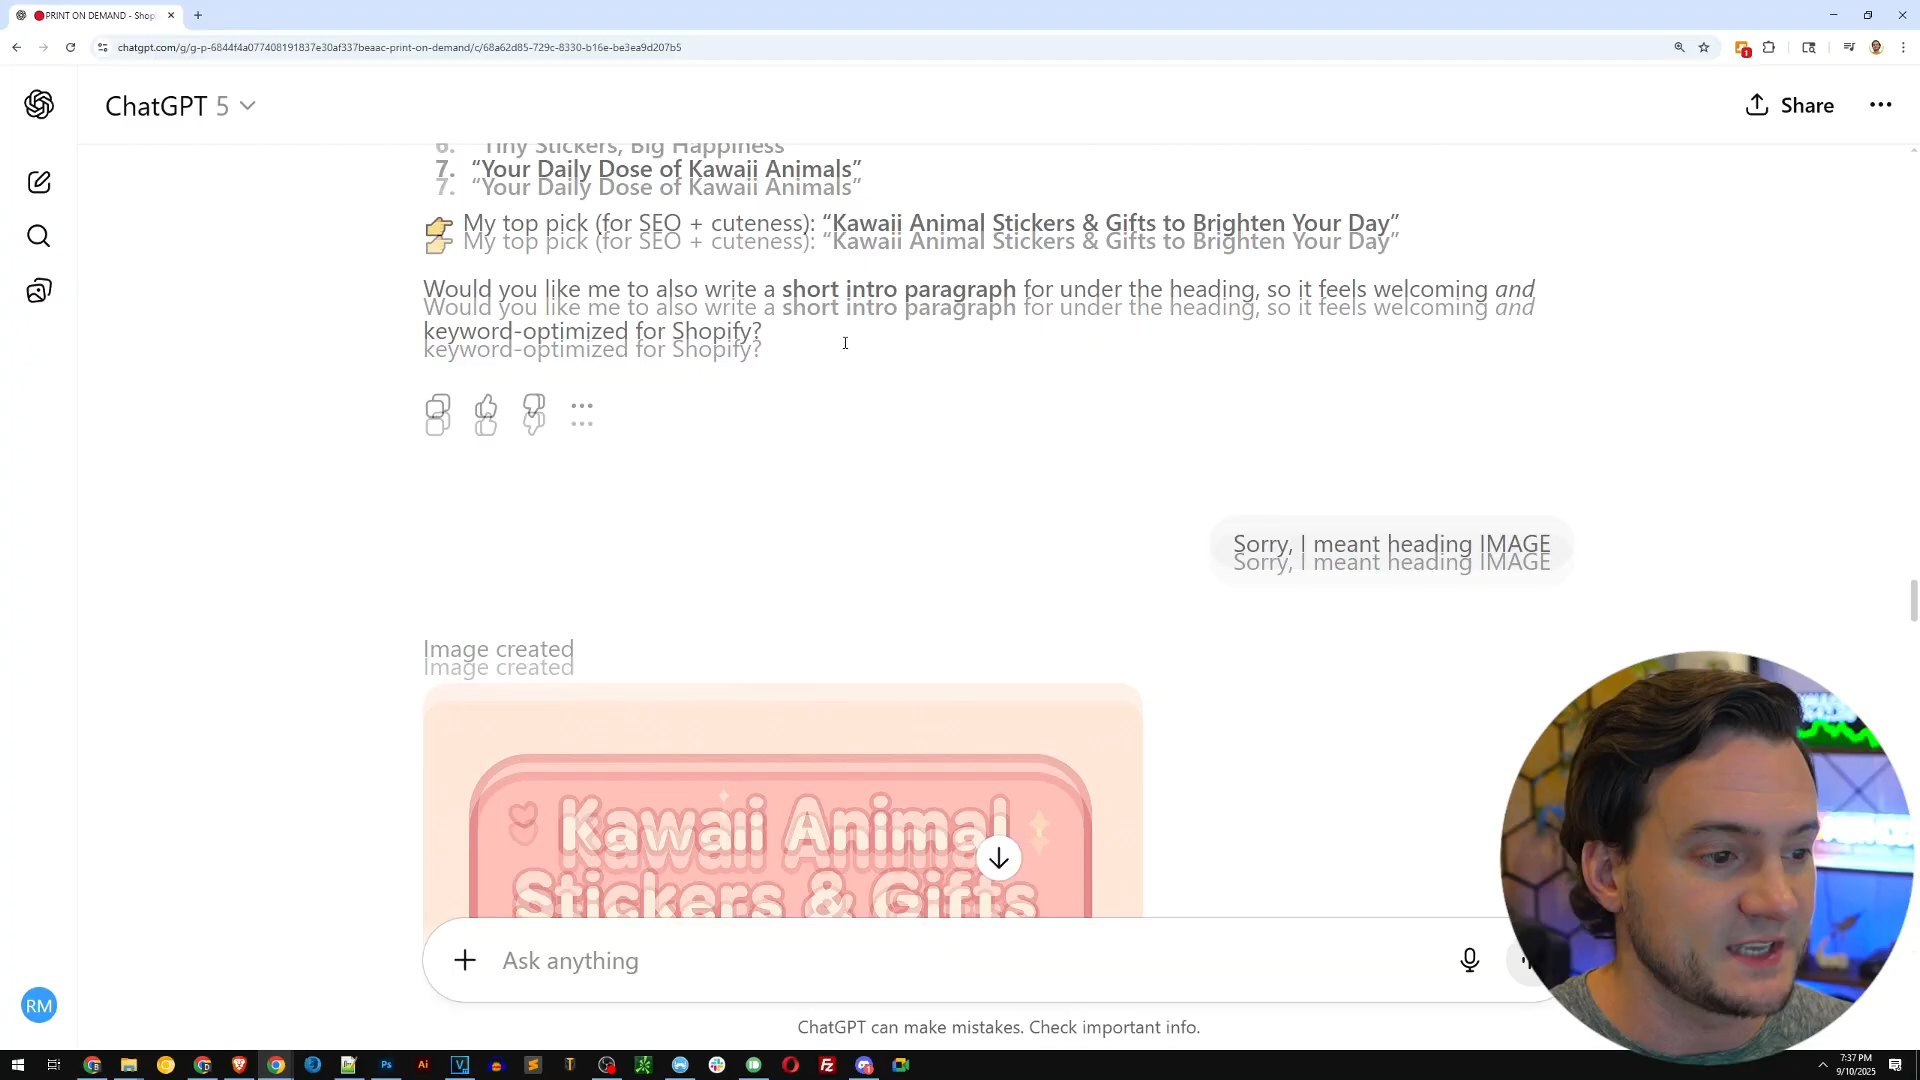 PRINT ON DEMAND - Shop
chatgpt.com/g/g-p-6844f4a077408191837e30af337beaac-print-on-demand/c/68a62d85-729c-8330-b16e-be3ea9d207b5
ChatGPT 5
Share
6. "Tiny Stickers, Big Happiness"
7. “Your Daily Dose of Kawaii Animals”
My top pick (for SEO + cuteness): “Kawaii Animal Stickers & Gifts to Brighten Your Day”
Would you like me to also write a short intro paragraph for under the heading, so it feels welcoming and
keyword-optimized for Shopify?
Sorry, I meant heading IMAGE
Image created
Kawaii Animal
Stickers & Gifts
Ask anything
ChatGPT can make mistakes. Check important info.
RM
7:37 PM
9/10/2025